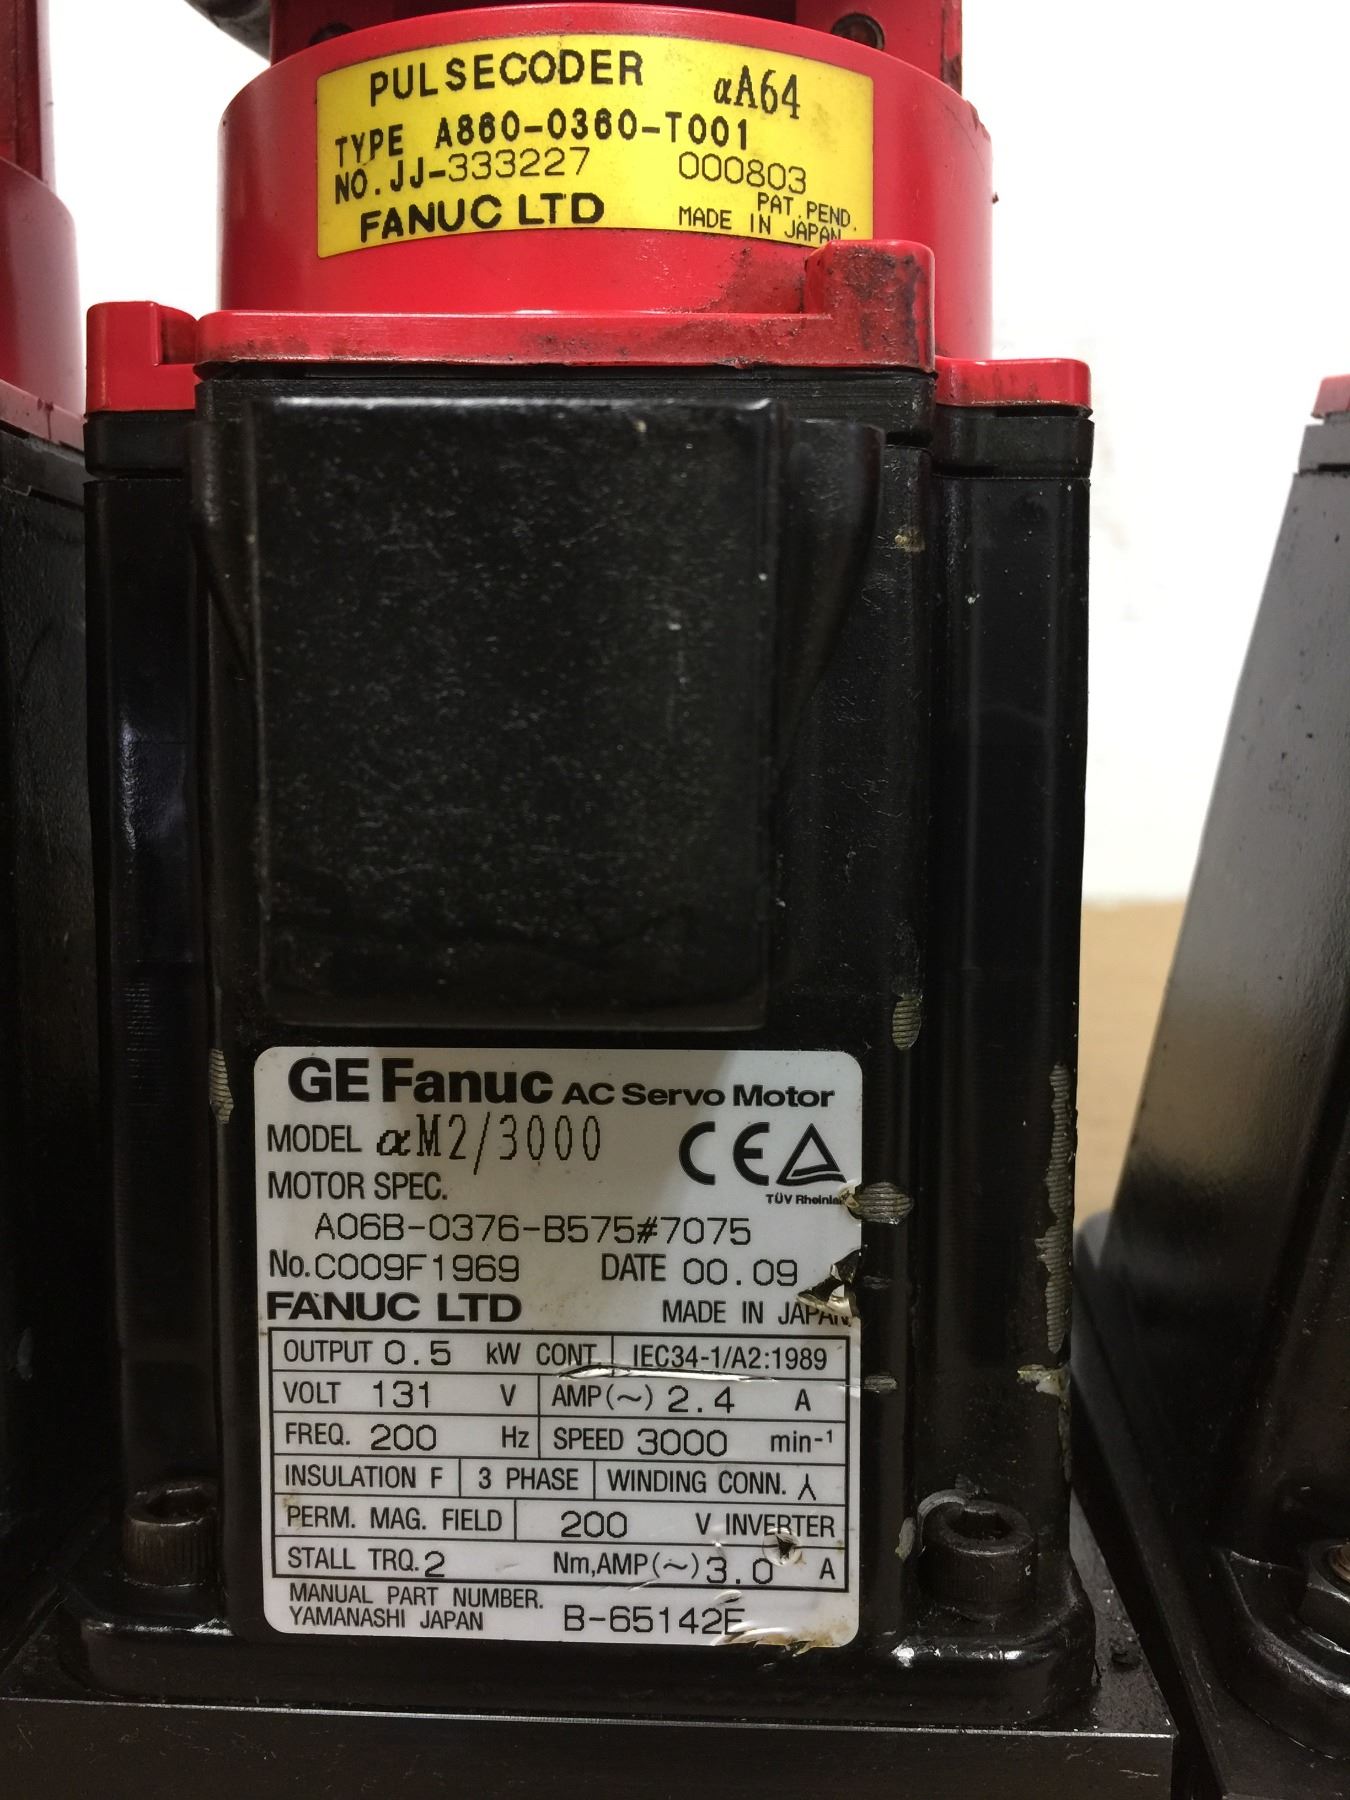 PULSECODER αA64
TYPE A860-0360-T001
NO. JJ-333227 000803
PAT. PEND.
FANUC LTD MADE IN JAPAN
GE Fanuc AC Servo Motor
MODEL αM2/3000 CE
TÜV Rheinla
MOTOR SPEC.
A06B-0376-B575#7075
No. C009F1969 DATE 00.09
FANUC LTD MADE IN JAPAN.
OUTPUT 0.5 kW CONT. IEC34-1/A2:1989
VOLT 131 V AMP(~) 2.4 A
FREQ. 200 Hz SPEED 3000 min-¹
INSULATION F 3 PHASE WINDING CONN. ⅄
PERM. MAG. FIELD 200 V INVERTER
STALL TRQ. 2 Nm, AMP(~) 3.0 A
MANUAL PART NUMBER.
YAMANASHI JAPAN B-65142E